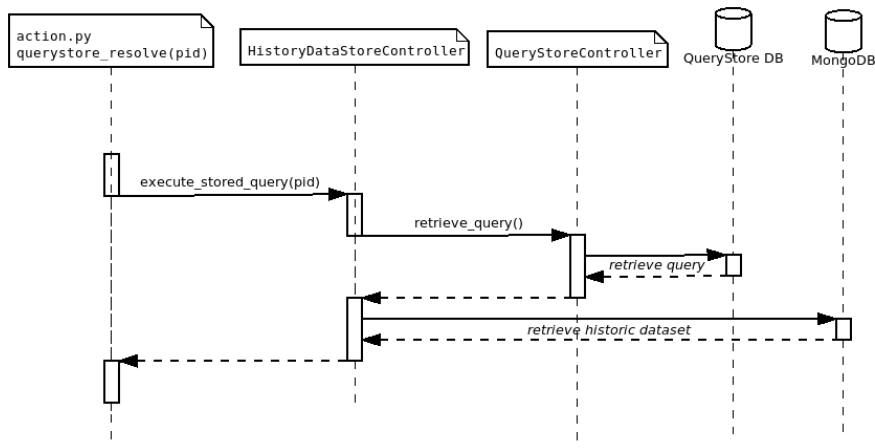 action.py
querystore_resolve(pid)
HistoryDataStoreController
QueryStoreController
QueryStore DB
MongoDB
execute_stored_query(pid)
retrieve_query()
retrieve query
retrieve historic dataset